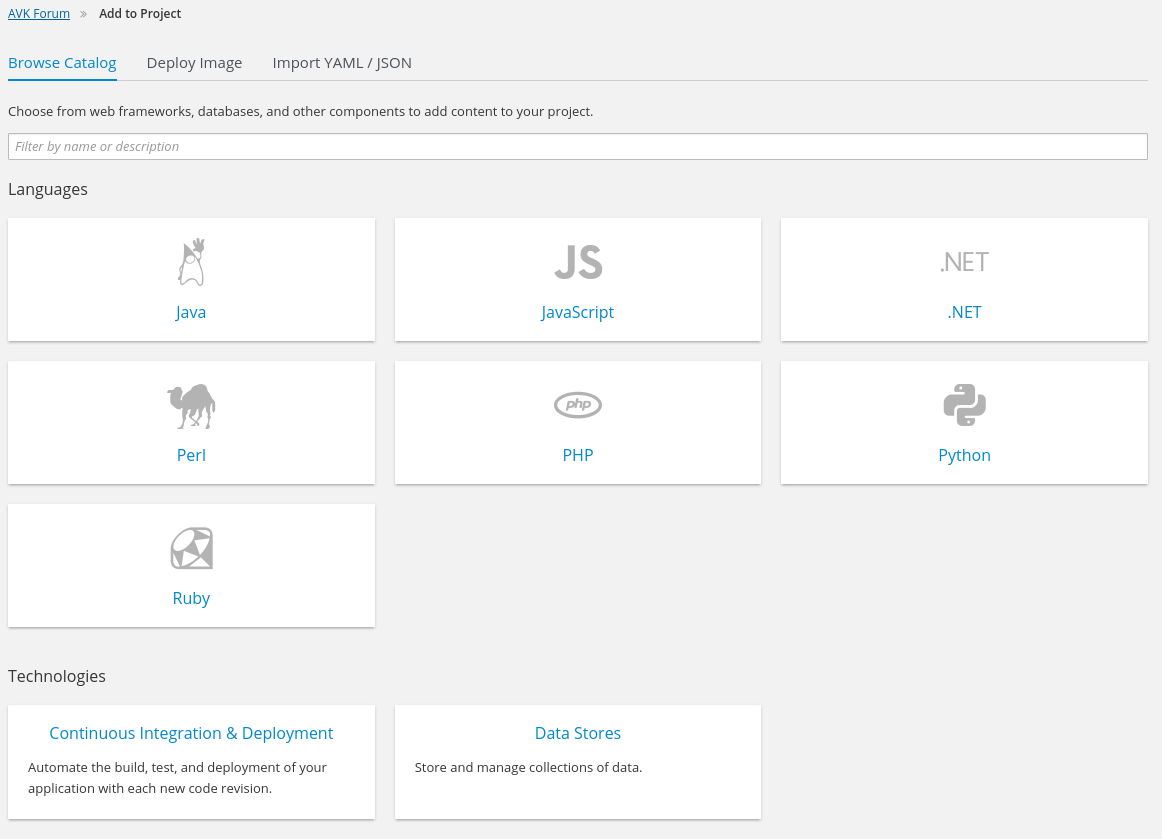 AVK Forum » Add to Project
Browse Catalog Deploy Image Import YAML / JSON
Choose from web frameworks, databases, and other components to add content to your project.
Filter by name or description
Languages
JS .NET
Java JavaScript .NET
php
Perl PHP Python
Ruby
Technologies
Continuous Integration & Deployment Data Stores
Automate the build, test, and deployment of your Store and manage collections of data.
application with each new code revision.